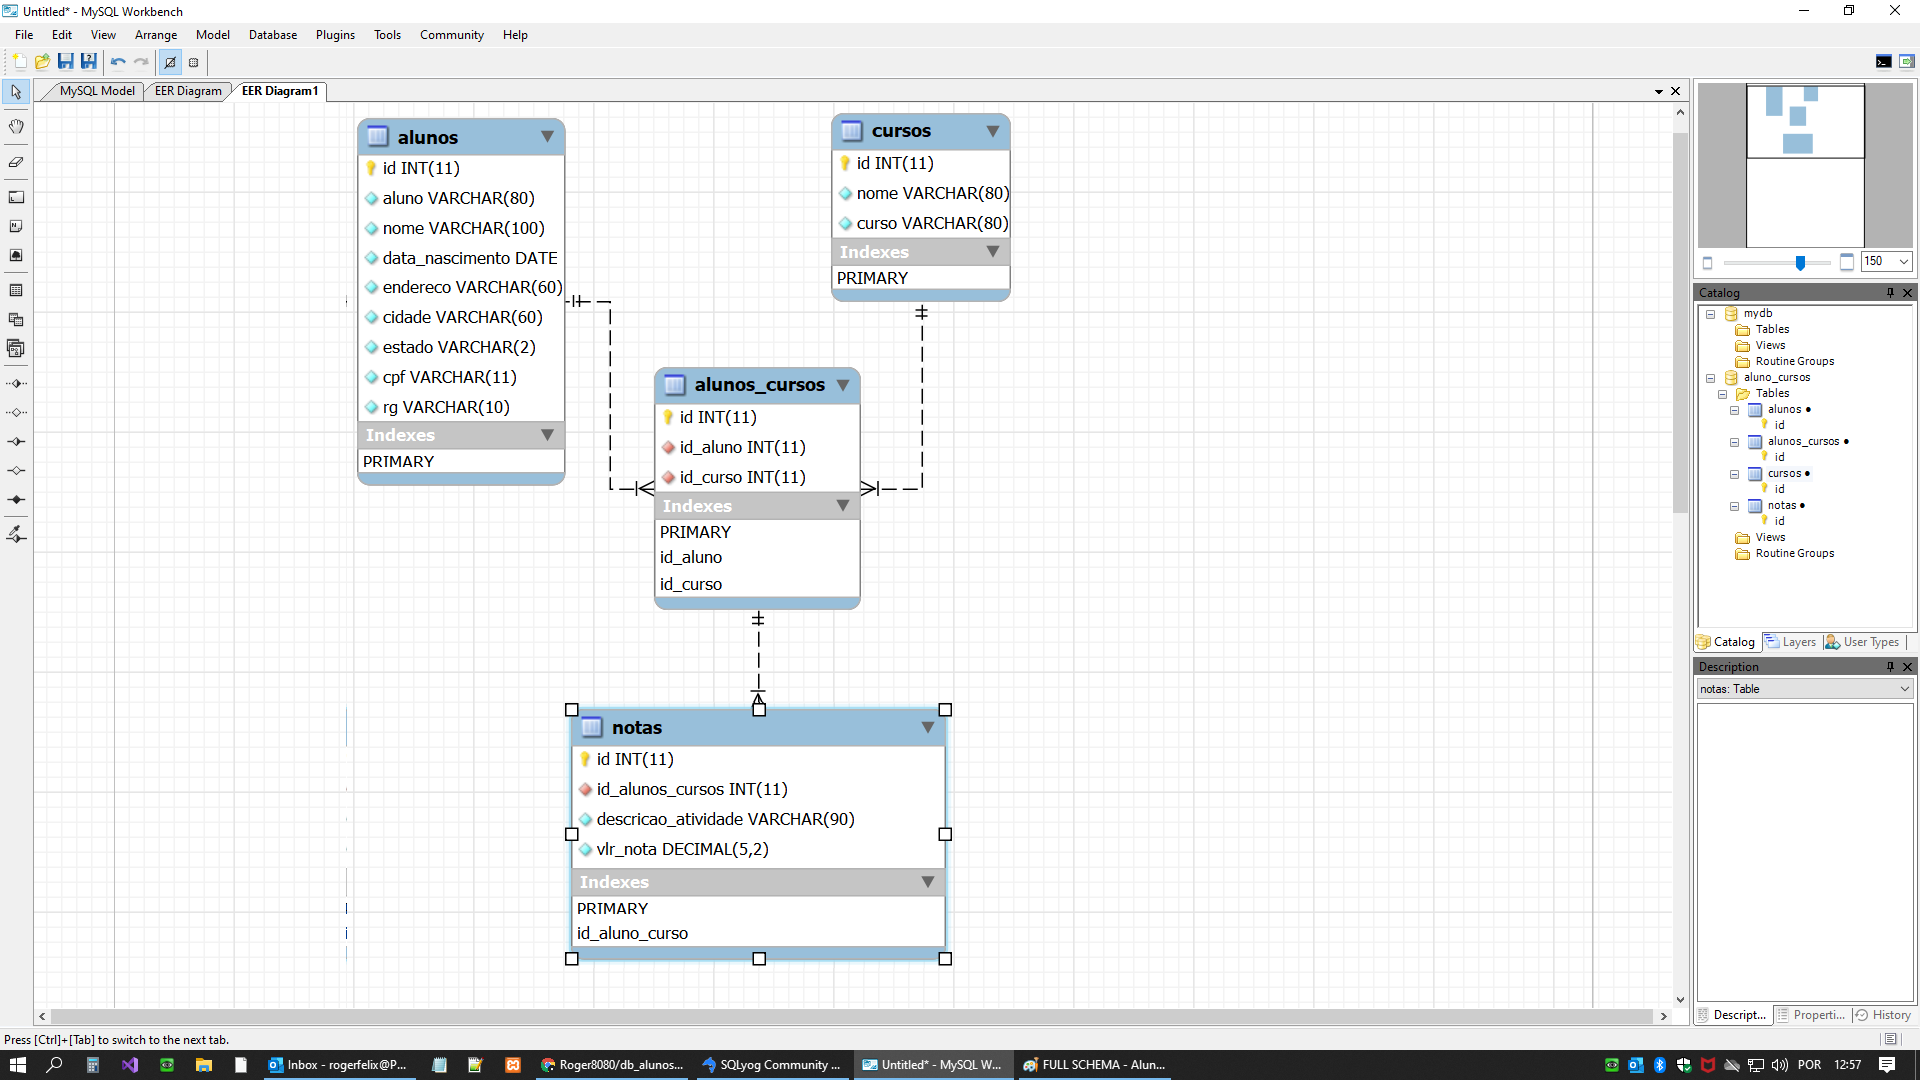 Untitled* - MySQL Workbench
File Edit View Arrange Model Database Plugins Tools Community Help
MySQL Model EER Diagram EER Diagram1
alunos
id INT(11)
aluno VARCHAR(80)
nome VARCHAR(100)
data_nascimento DATE
endereco VARCHAR(60)
cidade VARCHAR(60)
estado VARCHAR(2)
cpf VARCHAR(11)
rg VARCHAR(10)
Indexes
PRIMARY
cursos
id INT(11)
nome VARCHAR(80)
curso VARCHAR(80)
Indexes
PRIMARY
alunos_cursos
id INT(11)
id_aluno INT(11)
id_curso INT(11)
Indexes
PRIMARY
id_aluno
id_curso
notas
id INT(11)
id_alunos_cursos INT(11)
descricao_atividade VARCHAR(90)
vlr_nota DECIMAL(5,2)
Indexes
PRIMARY
id_aluno_curso
150
Catalog
mydb
Tables
Views
Routine Groups
aluno_cursos
Tables
alunos
id
alunos_cursos
id
cursos
id
notas
id
Views
Routine Groups
Catalog Layers User Types
Description
notas: Table
Descript... Properti... History
Press [Ctrl]+[Tab] to switch to the next tab.
Inbox - rogerfelix@P... Roger8080/db_alunos... SQLyog Community ... Untitled* - MySQL W... FULL SCHEMA - Alun... POR 12:57